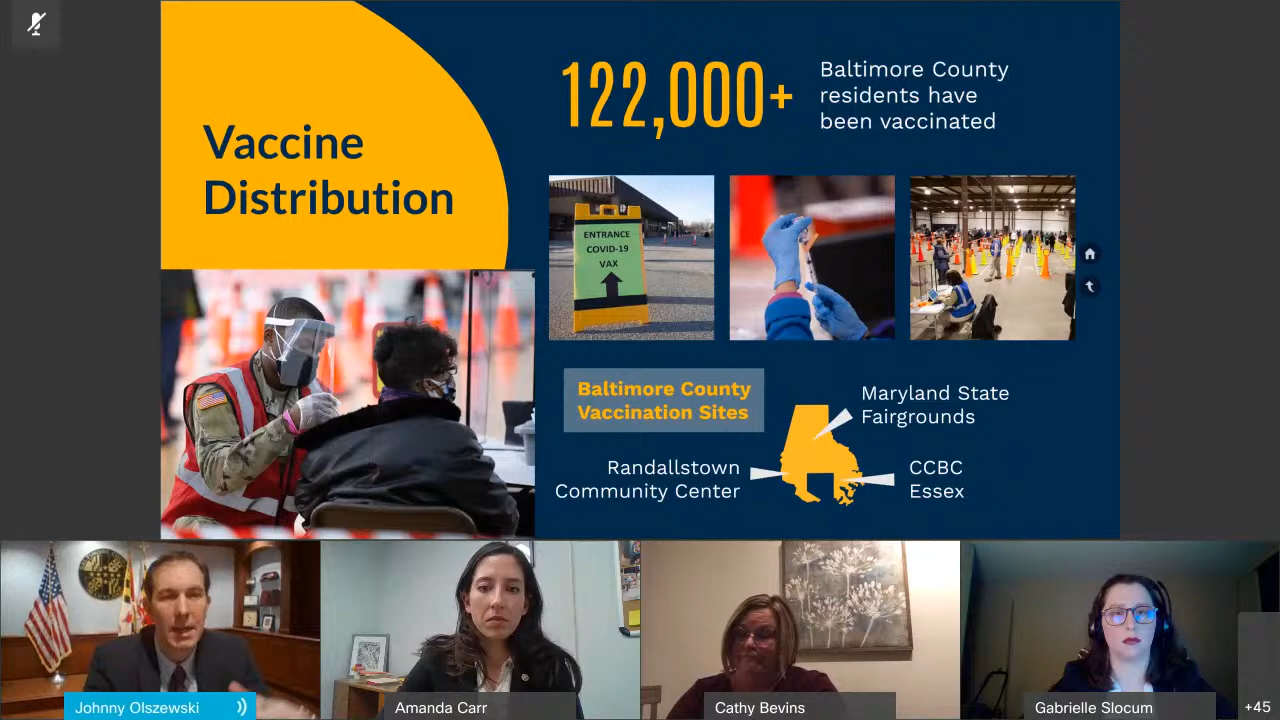 Vaccine
Distribution
122,000+
Baltimore County
residents have
been vaccinated
ENTRANCE
COVID-19
VAX
Baltimore County
Vaccination Sites
Maryland State
Fairgrounds
Randallstown
Community Center
CCBC
Essex
Johnny Olszewski
Amanda Carr
Cathy Bevins
Gabrielle Slocum
+45